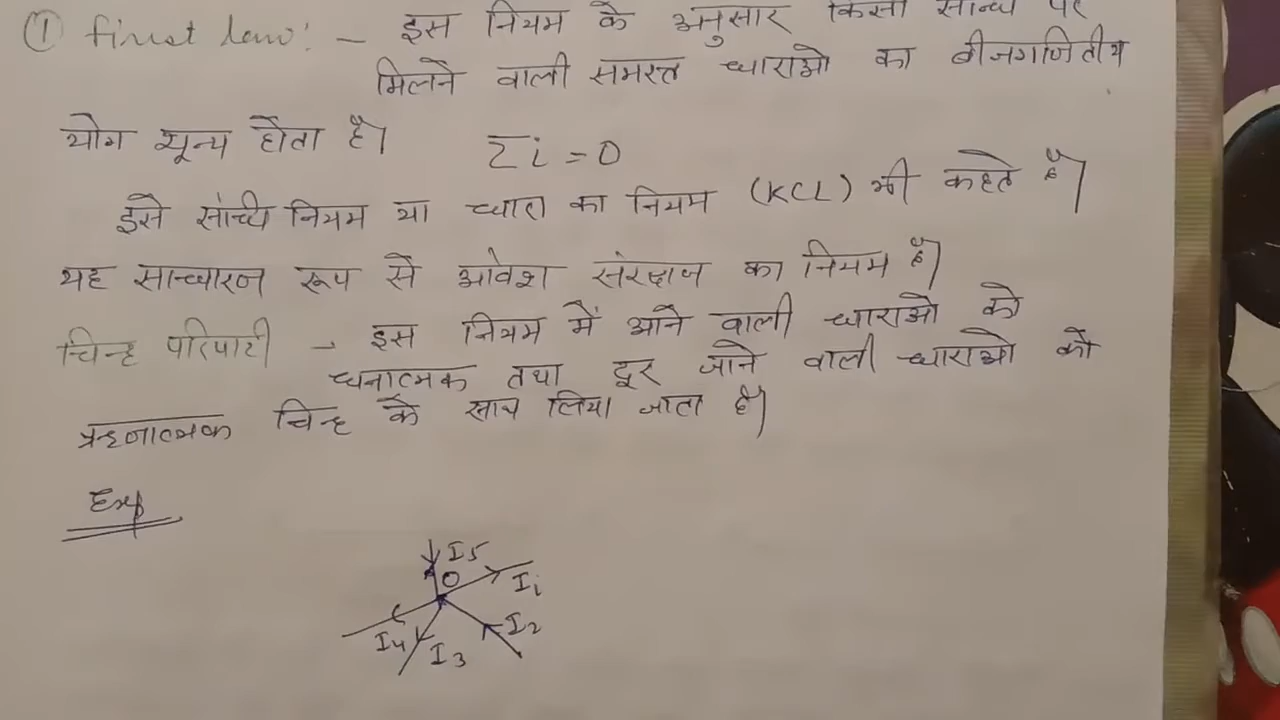 ① first law: - इस नियम के अनुसार किसी सन्धि पर
मिलने वाली समस्त धाराओ का बीजगणितीय
योग शून्य होता है।
Σi = 0
इसे संधि नियम या धारा का नियम (KCL) भी कहते है।
यह साधारण रूप से आवेश संरक्षण का नियम है।
चिन्ह परिपाटी - इस नियम में आने वाली धाराओ को
धनात्मक तथा दूर जाने वाली धाराओ को
ऋणात्मक चिन्ह के साथ लिया जाता है।
Exp
I5
O
I1
I2
I4
I3